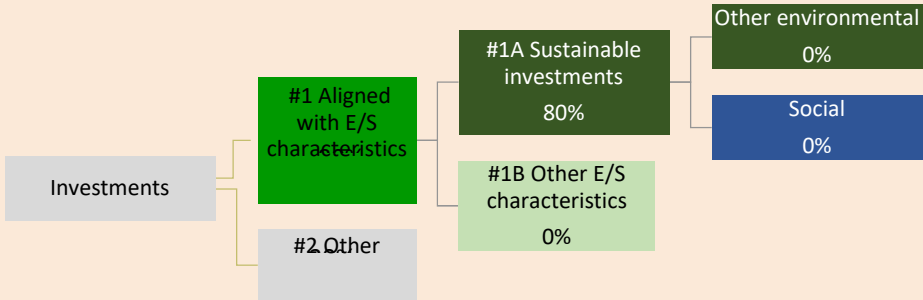 Other environmental
0%
#1A Sustainable
investments
80%
#1 Aligned
with E/S
characteristics
Social
0%
Investments
#1B Other E/S
characteristics
0%
#2 Other